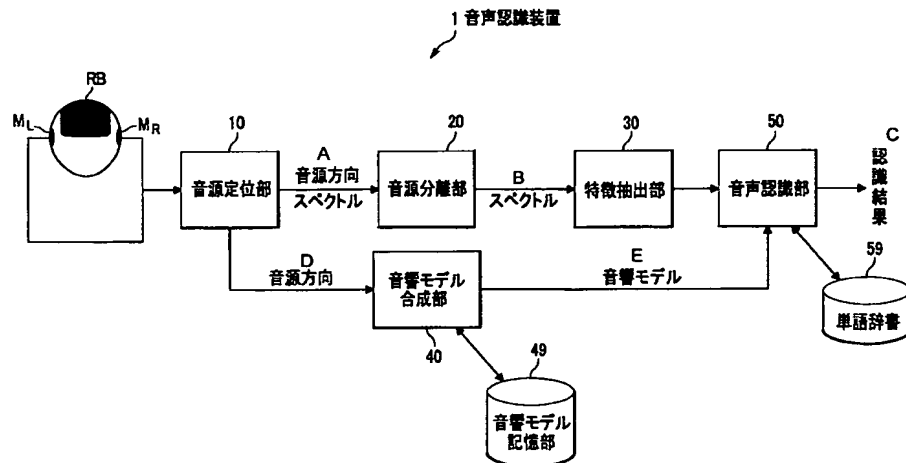 1 音声認識装置
RB
ML
MR
10
音源定位部
A
音源方向
スペクトル
20
音源分離部
B
スペクトル
30
特徴抽出部
50
音声認識部
C
認識結果
D
音源方向
音響モデル
合成部
40
E
音響モデル
59
単語辞書
49
音響モデル
記憶部